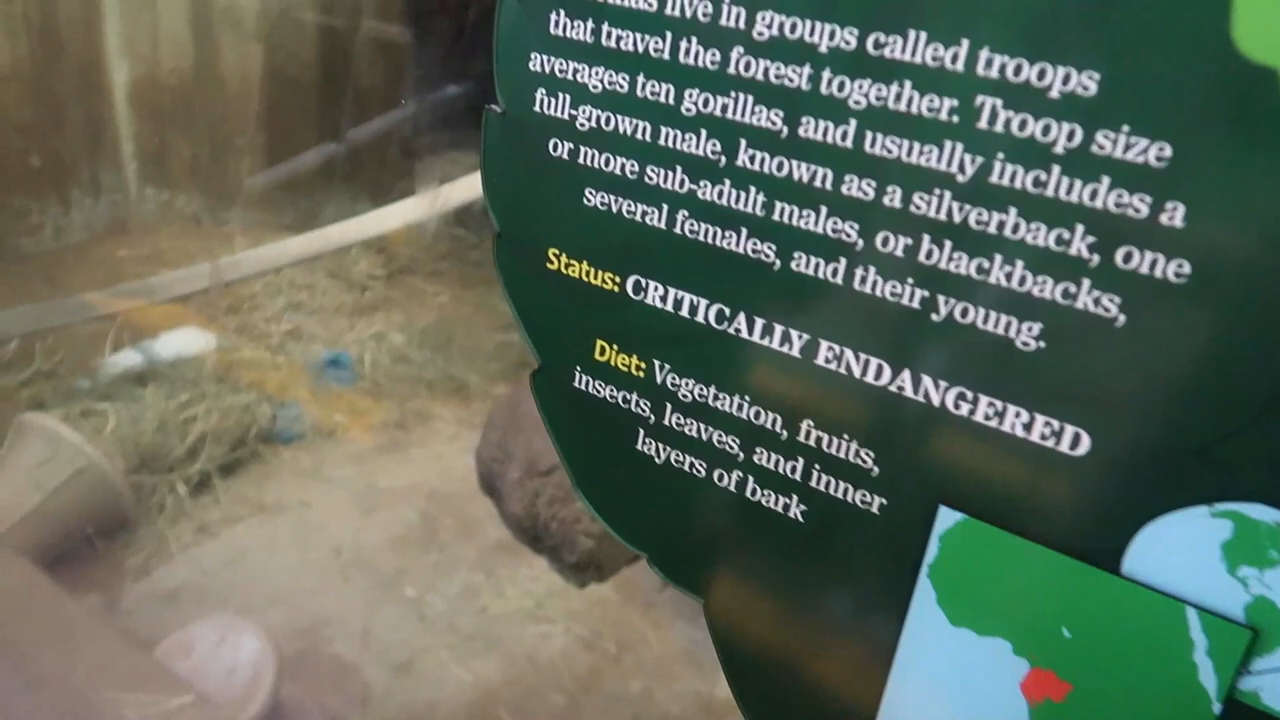 live in groups called troops
that travel the forest together. Troop size
averages ten gorillas, and usually includes a
full-grown male, known as a silverback, one
or more sub-adult males, or blackbacks,
several females, and their young.
Status: CRITICALLY ENDANGERED
Diet: Vegetation, fruits,
insects, leaves, and inner
layers of bark